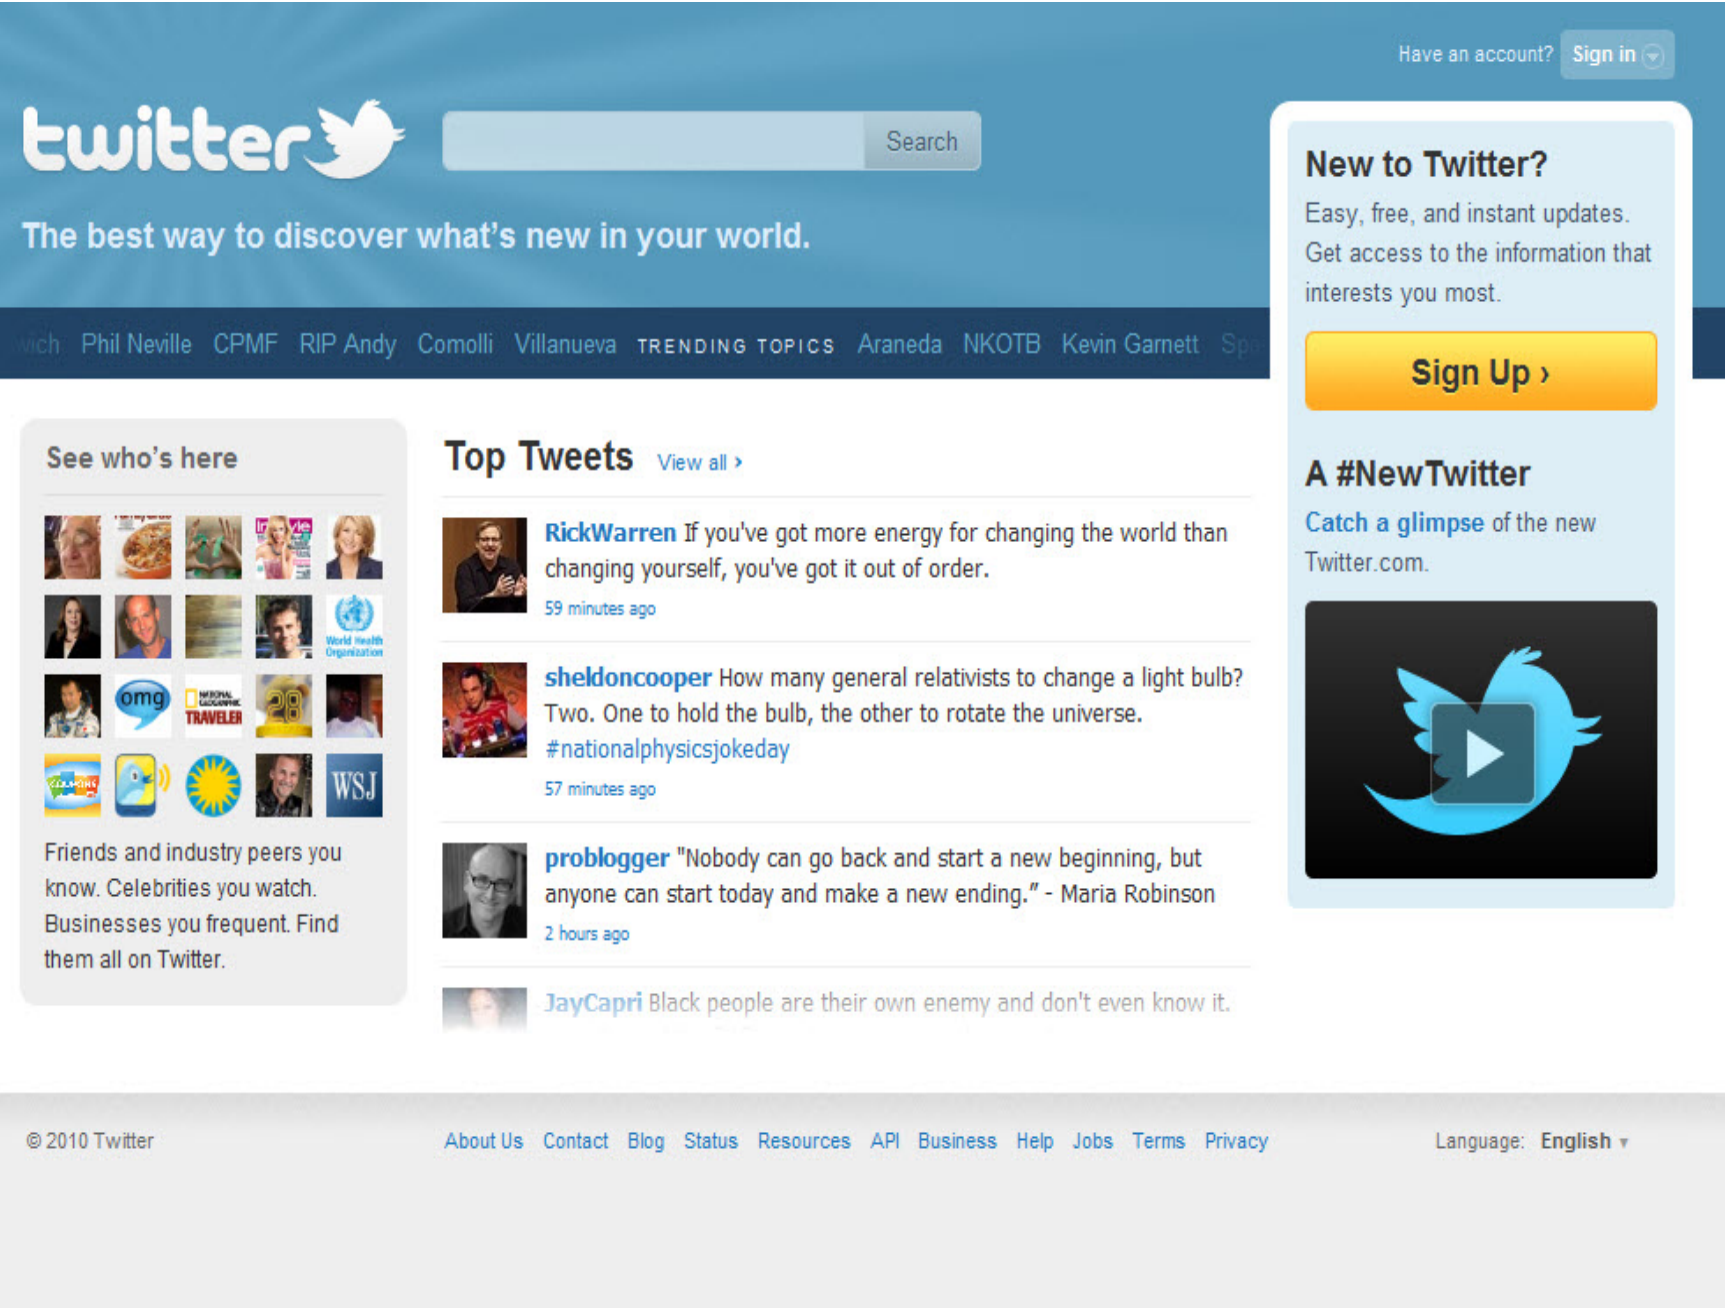 Have an account? Sign in
twitter
Search
The best way to discover what's new in your world.
Phil Neville CPMF RIP Andy Comolli Villanueva TRENDING TOPICS Araneda NKOTB Kevin Garnett
New to Twitter?
Easy, free, and instant updates.
Get access to the information that
interests you most.
Sign Up ›
A #NewTwitter
Catch a glimpse of the new
Twitter.com.
See who's here
World Health
Organization
omg
NATIONAL
GEOGRAPHIC
TRAVELER
28
WSJ
Friends and industry peers you
know. Celebrities you watch.
Businesses you frequent. Find
them all on Twitter.
Top Tweets View all ›
RickWarren If you've got more energy for changing the world than
changing yourself, you've got it out of order.
59 minutes ago
sheldoncooper How many general relativists to change a light bulb?
Two. One to hold the bulb, the other to rotate the universe.
#nationalphysicsjokeday
57 minutes ago
problogger "Nobody can go back and start a new beginning, but
anyone can start today and make a new ending." - Maria Robinson
2 hours ago
JayCapri Black people are their own enemy and don't even know it.
© 2010 Twitter
About Us Contact Blog Status Resources API Business Help Jobs Terms Privacy
Language: English